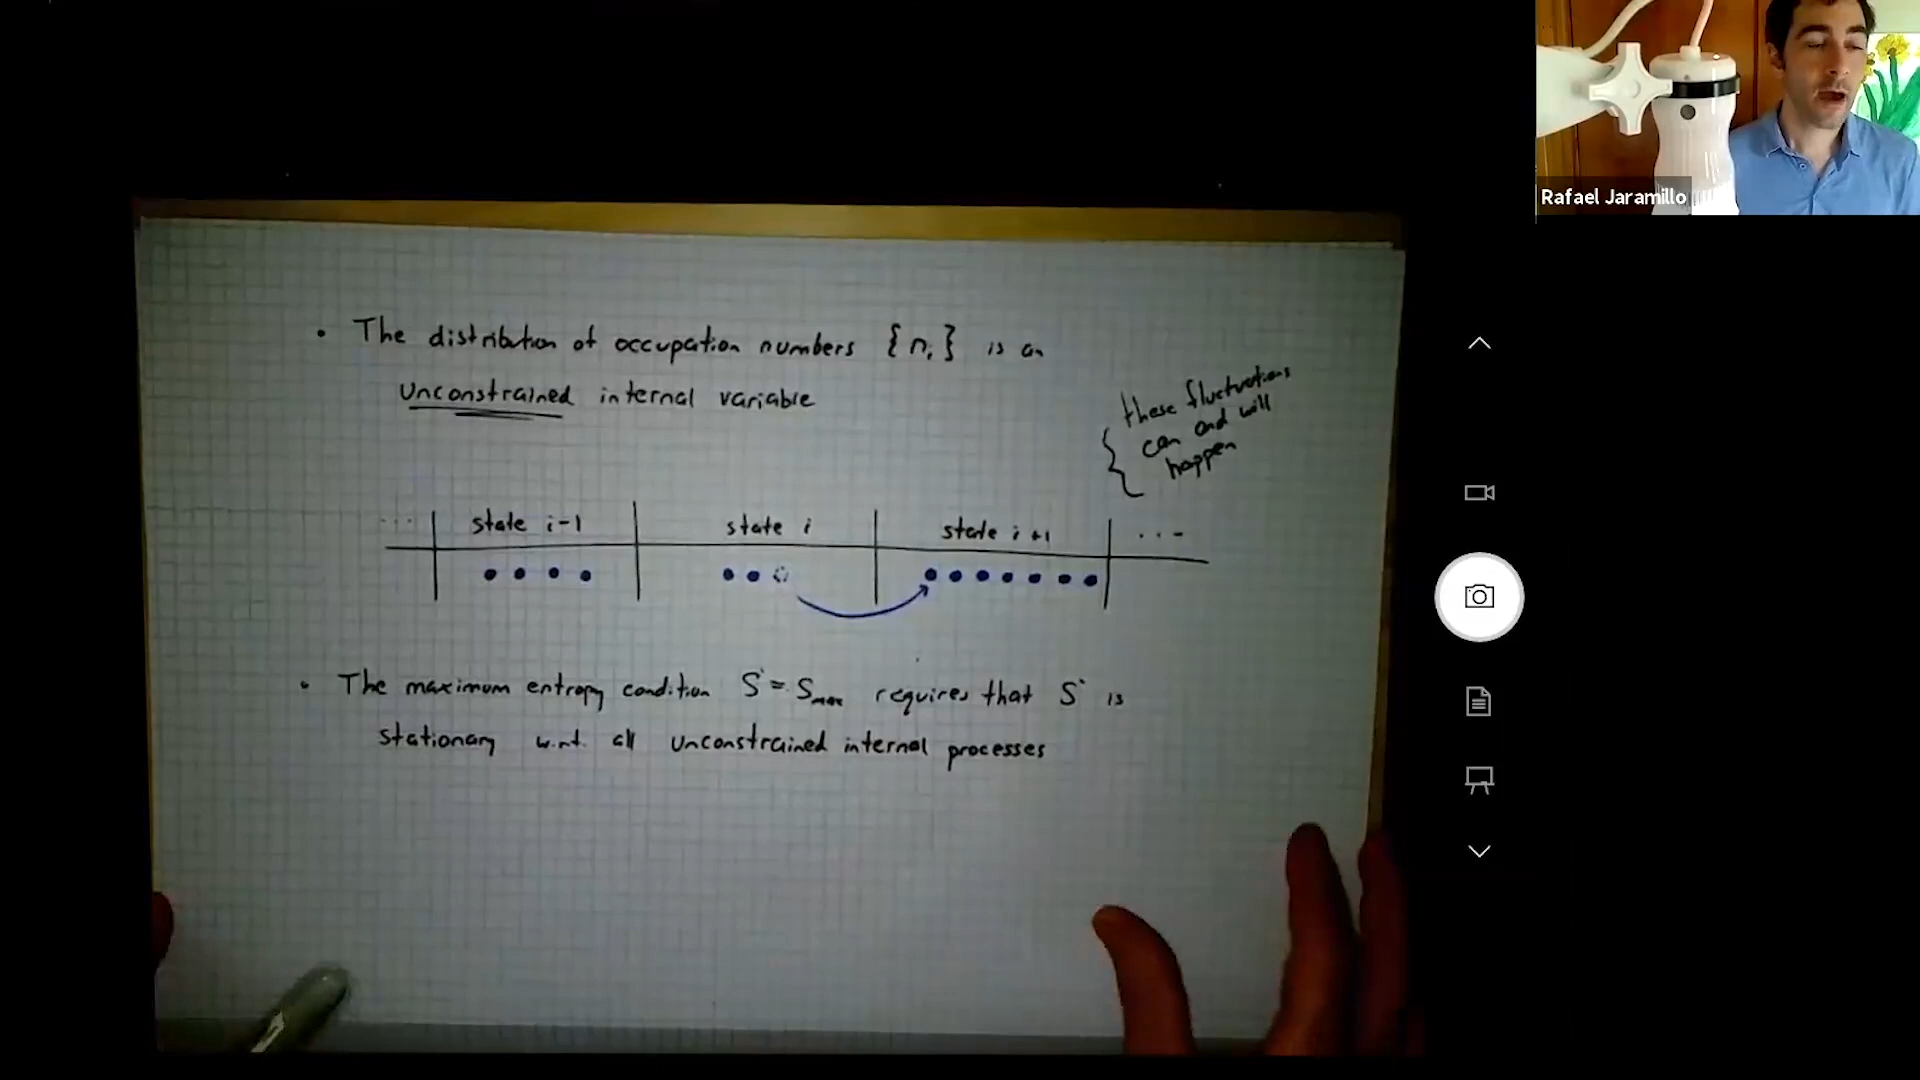 Rafael Jaramillo
• The distribution of occupation numbers {nᵢ} is an
unconstrained internal variable
these fluctuations
can and will
happen
... state i-1 state i state i+1 ...
• The maximum entropy condition S = Smax requires that S is
stationary w.r.t. all unconstrained internal processes